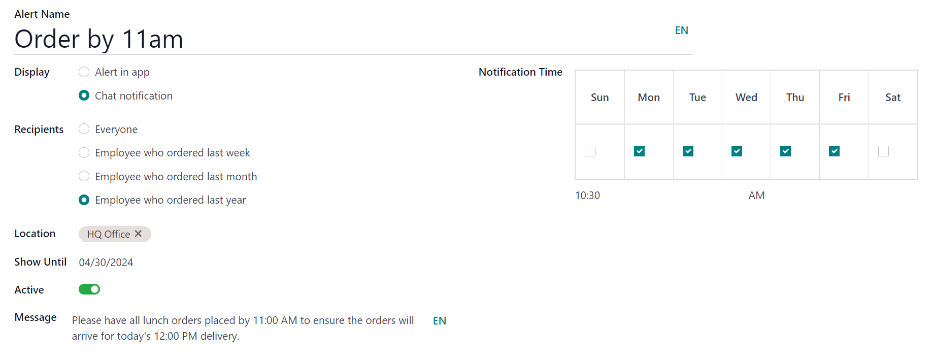 Alert Name
Order by 11am
EN
Display
Alert in app
Chat notification
Recipients
Everyone
Employee who ordered last week
Employee who ordered last month
Employee who ordered last year
Location
HQ Office ✕
Show Until
04/30/2024
Active
Message
Please have all lunch orders placed by 11:00 AM to ensure the orders will
arrive for today's 12:00 PM delivery.
EN
Notification Time
Sun Mon Tue Wed Thu Fri Sat
10:30 AM